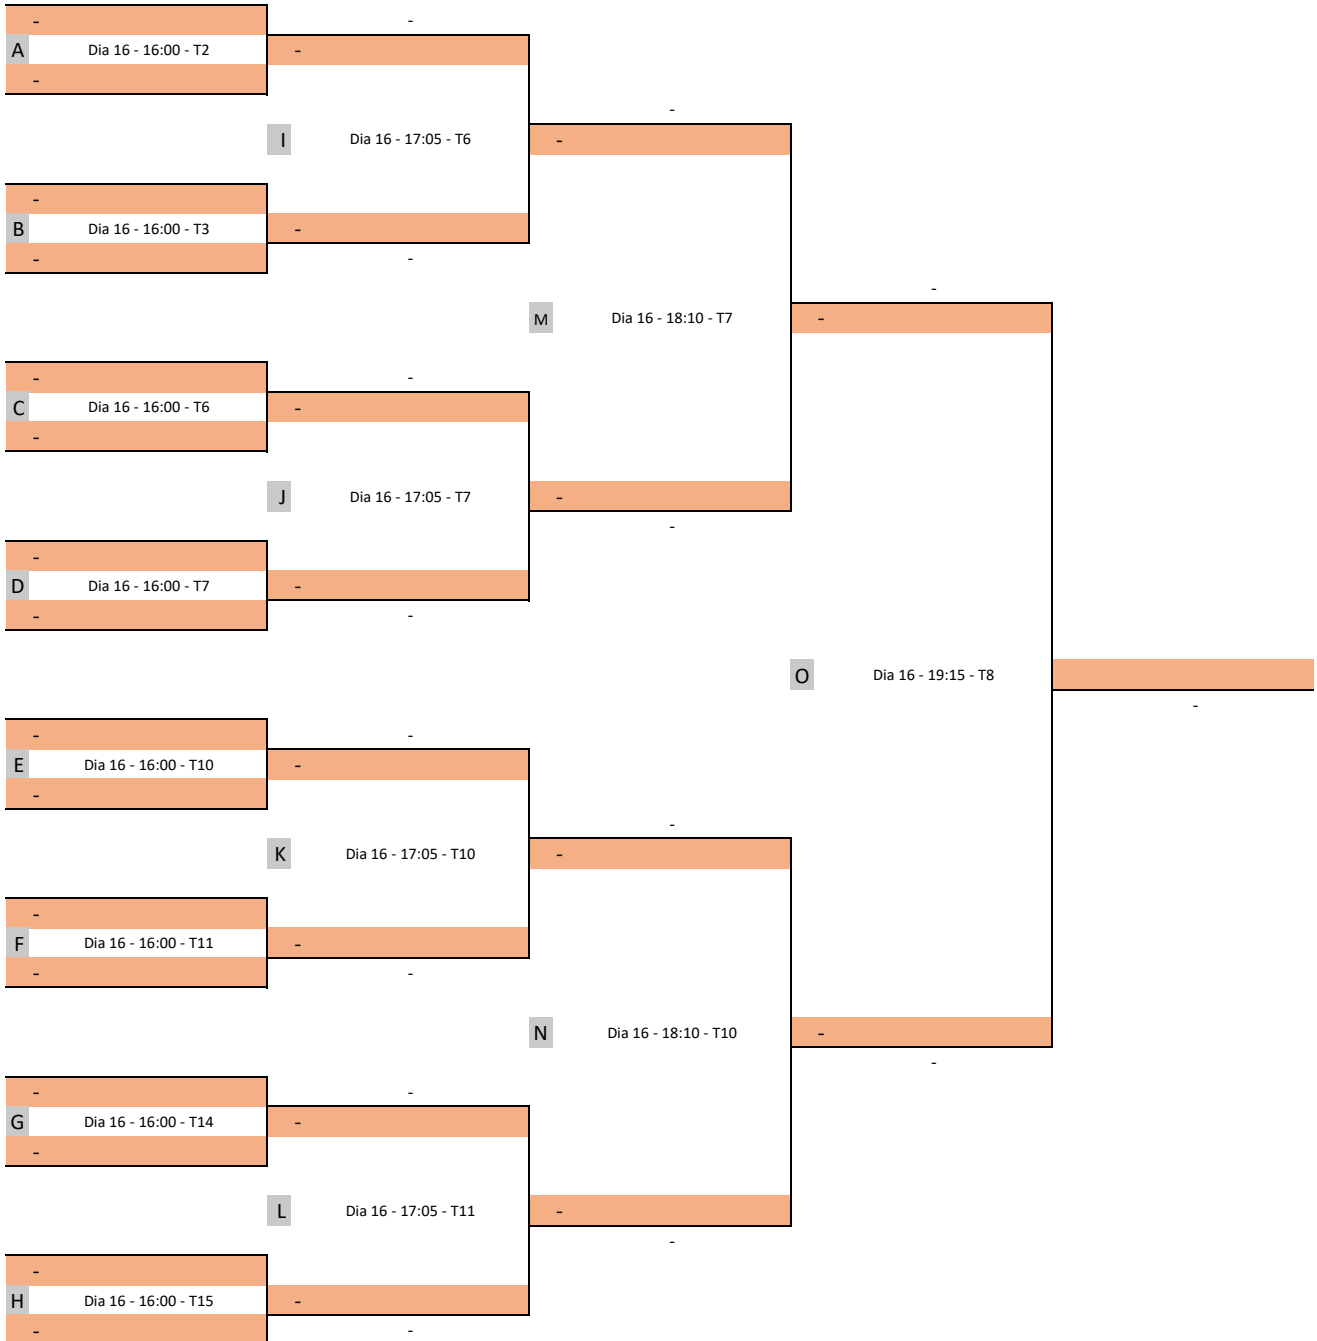 -
-
A Dia 16 - 16:00 - T2 -
-
I Dia 16 - 17:05 - T6 -
-
-
B Dia 16 - 16:00 - T3 -
-
-
-
M Dia 16 - 18:10 - T7 -
-
-
C Dia 16 - 16:00 - T6 -
-
J Dia 16 - 17:05 - T7 -
-
-
D Dia 16 - 16:00 - T7 -
-
-
O Dia 16 - 19:15 - T8
-
-
-
E Dia 16 - 16:00 - T10 -
-
-
K Dia 16 - 17:05 - T10 -
-
F Dia 16 - 16:00 - T11 -
-
-
N Dia 16 - 18:10 - T10 -
-
-
-
G Dia 16 - 16:00 - T14 -
-
L Dia 16 - 17:05 - T11 -
-
-
H Dia 16 - 16:00 - T15 -
-
-